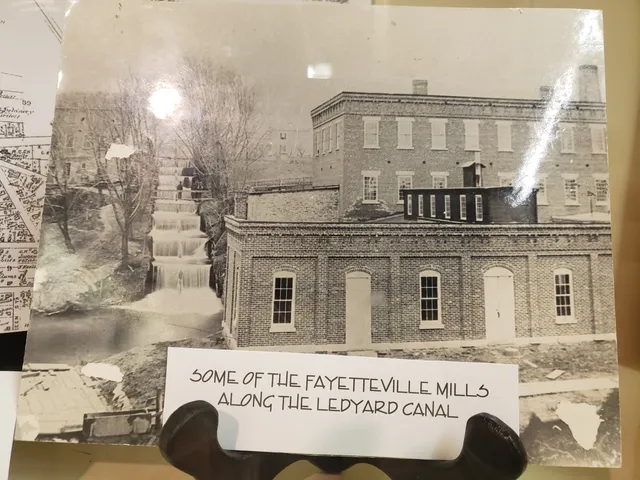 SOME OF THE FAYETTEVILLE MILLS
ALONG THE LEDYARD CANAL